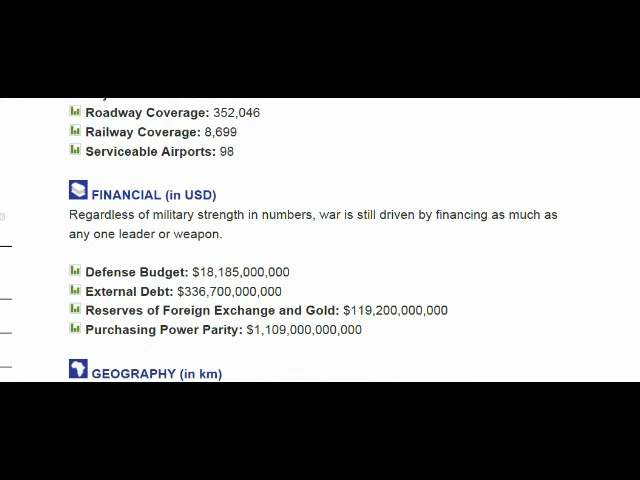 Roadway Coverage: 352,046
Railway Coverage: 8,699
Serviceable Airports: 98
FINANCIAL (in USD)
Regardless of military strength in numbers, war is still driven by financing as much as
any one leader or weapon.
Defense Budget: $18,185,000,000
External Debt: $336,700,000,000
Reserves of Foreign Exchange and Gold: $119,200,000,000
Purchasing Power Parity: $1,109,000,000,000
GEOGRAPHY (in km)